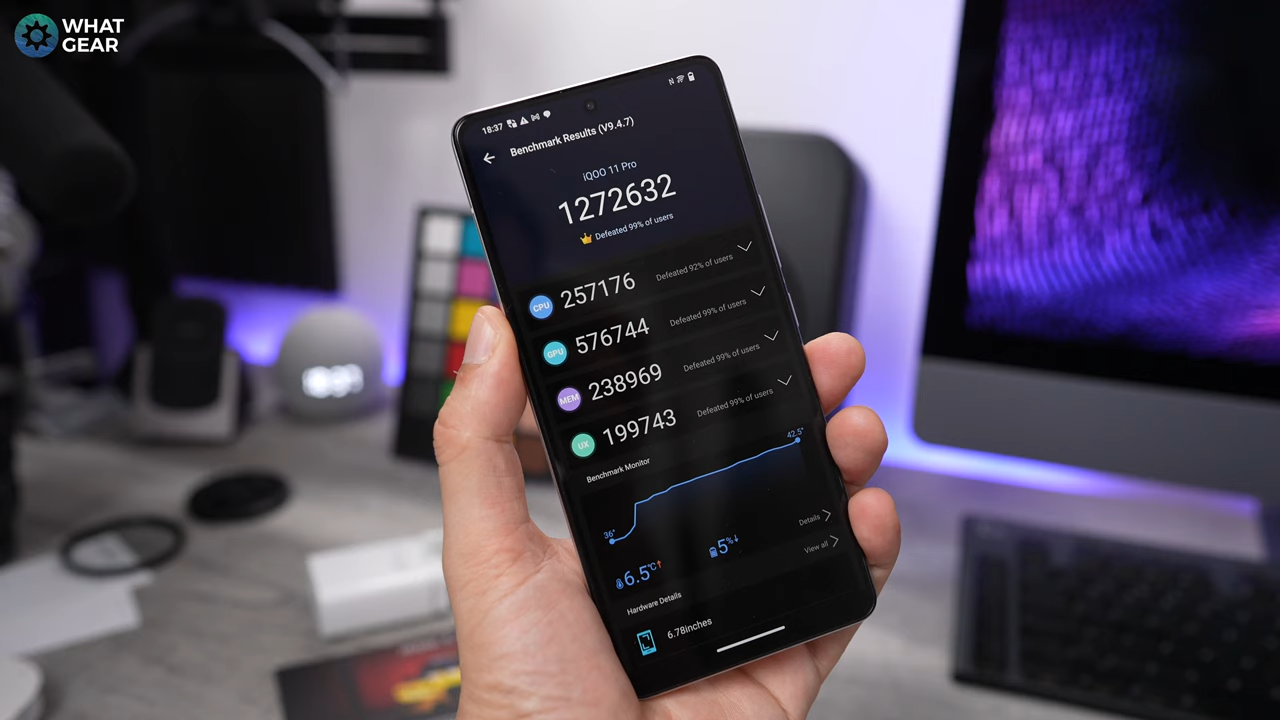 WHAT
GEAR
18:37
Benchmark Results (V9.4.7)
iQOO 11 Pro
1272632
Defeated 99% of users
CPU 257176 Defeated 92% of users
GPU 576744 Defeated 99% of users
MEM 238969 Defeated 99% of users
UX 199743 Defeated 99% of users
Benchmark Monitor
42.5°
36°
6.5°C↑ 5%↓ Details
Hardware Details View all
6.78inches